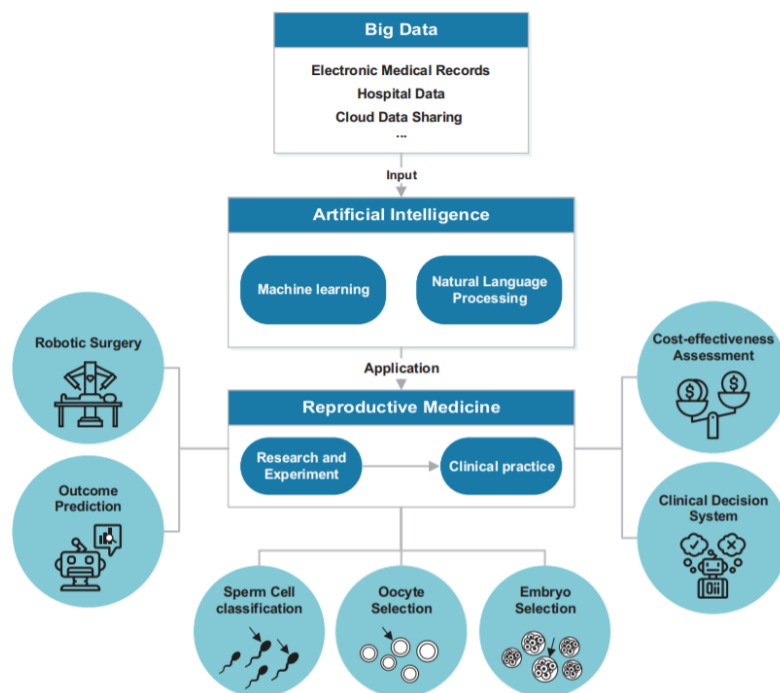 Big Data
Electronic Medical Records
Hospital Data
Cloud Data Sharing
...
Input
Artificial Intelligence
Machine learning
Natural Language
Processing
Application
Reproductive Medicine
Research and
Experiment
Clinical practice
Robotic Surgery
Outcome
Prediction
Cost-effectiveness
Assessment
$
$
Clinical Decision
System
Sperm Cell
classification
Oocyte
Selection
Embryo
Selection